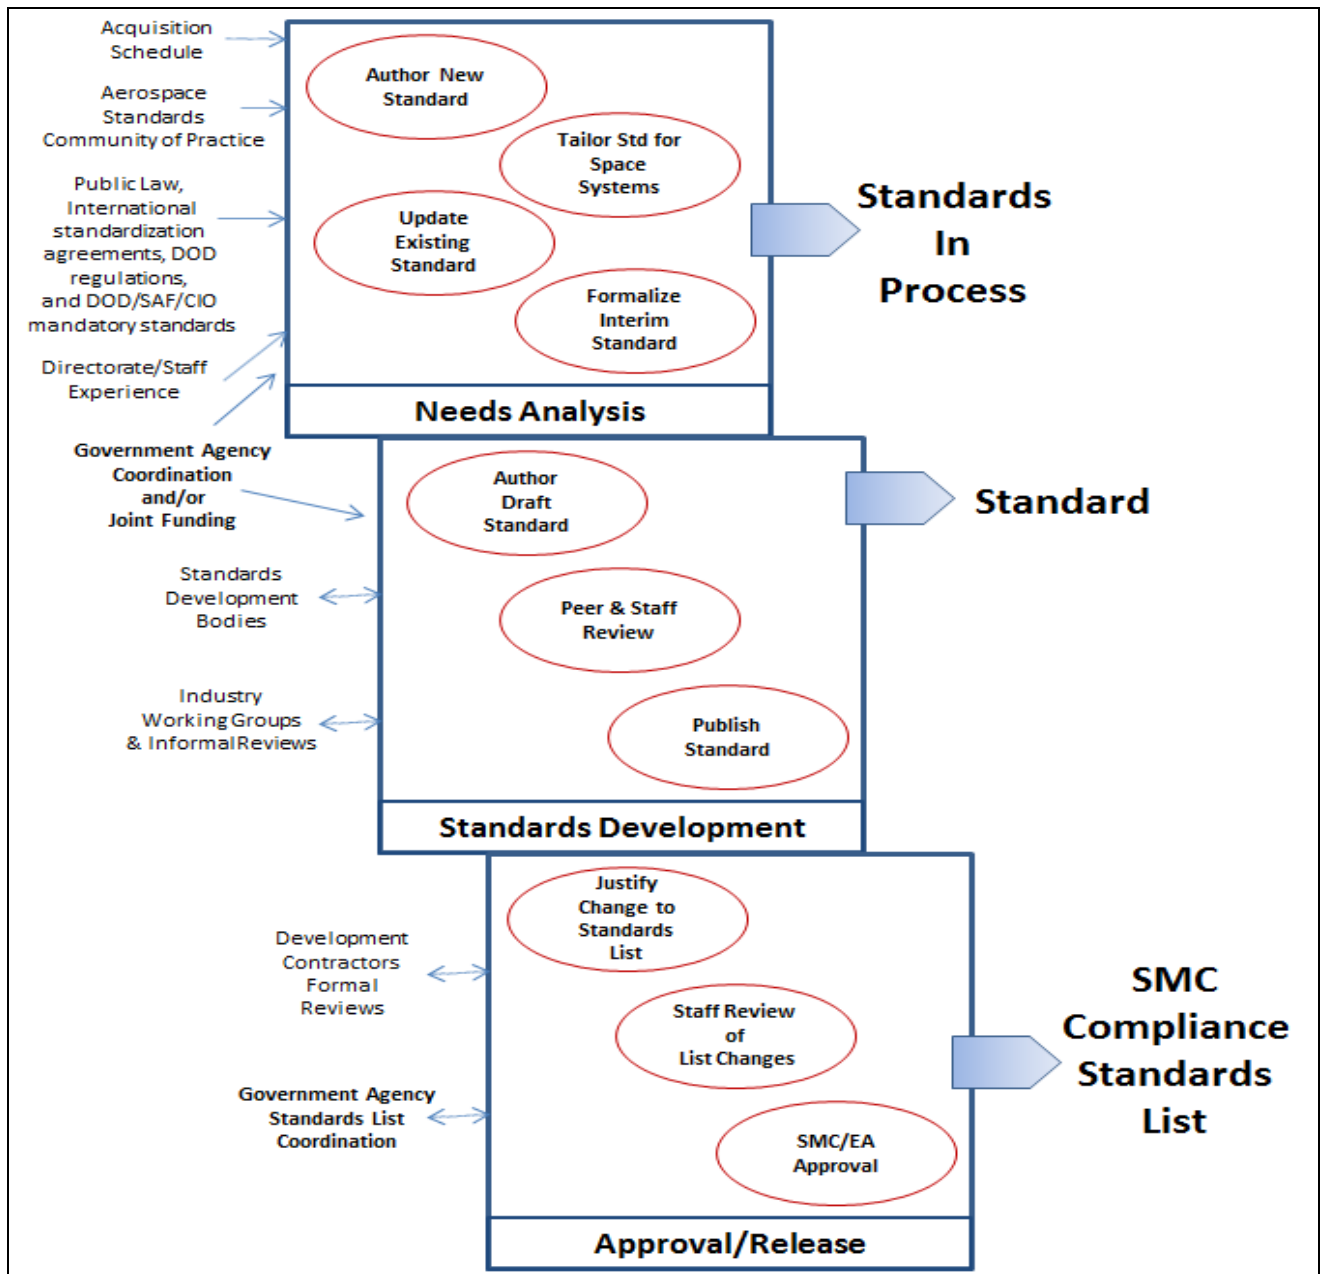 Acquisition
Schedule
Aerospace
Standards
Community of Practice
Public Law,
International
standardization
agreements, DOD
regulations,
and DOD/SAF/CIO
mandatory standards
Directorate/Staff
Experience
Government Agency
Coordination
and/or
Joint Funding
Author New
Standard
Tailor Std for
Space
Systems
Update
Existing
Standard
Formalize
Interim
Standard
Needs Analysis
Standards
In
Process
Standards
Development
Bodies
Industry
Working Groups
& Informal Reviews
Author
Draft
Standard
Peer & Staff
Review
Publish
Standard
Standards Development
Standard
Development
Contractors
Formal
Reviews
Government Agency
Standards List
Coordination
Justify
Change to
Standards
List
Staff Review
of
List Changes
SMC/EA
Approval
Approval/Release
SMC
Compliance
Standards
List